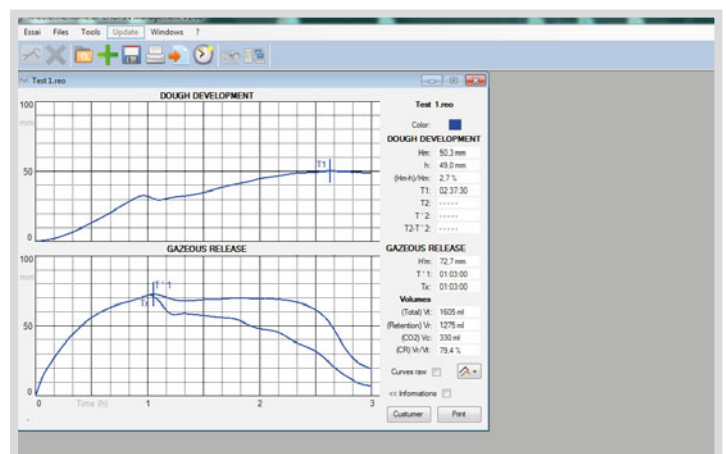 Essai Files Tools Update Windows ?
Test 1.reo
DOUGH DEVELOPMENT
100
mm
50
0
T1
GAZEOUS RELEASE
100
mm
50
0
T ' 1
Tx
0 Time (h) 1 2 3
Test 1.reo
Color:
DOUGH DEVELOPMENT
Hm: 50,3 mm
h: 49,0 mm
(Hm-h)/Hm: 2,7 %
T1: 02:37:30
T2: -----
T ' 2: -----
T2-T ' 2: -----
GAZEOUS RELEASE
H'm: 72,7 mm
T ' 1: 01:03:00
Tx: 01:03:00
Volumes
(Total) Vt: 1605 ml
(Retention) Vr: 1275 ml
(CO2) Vc: 330 ml
(CR) Vr/Vt: 79,4 %
Curves raw
<< Informations
Custumer Print